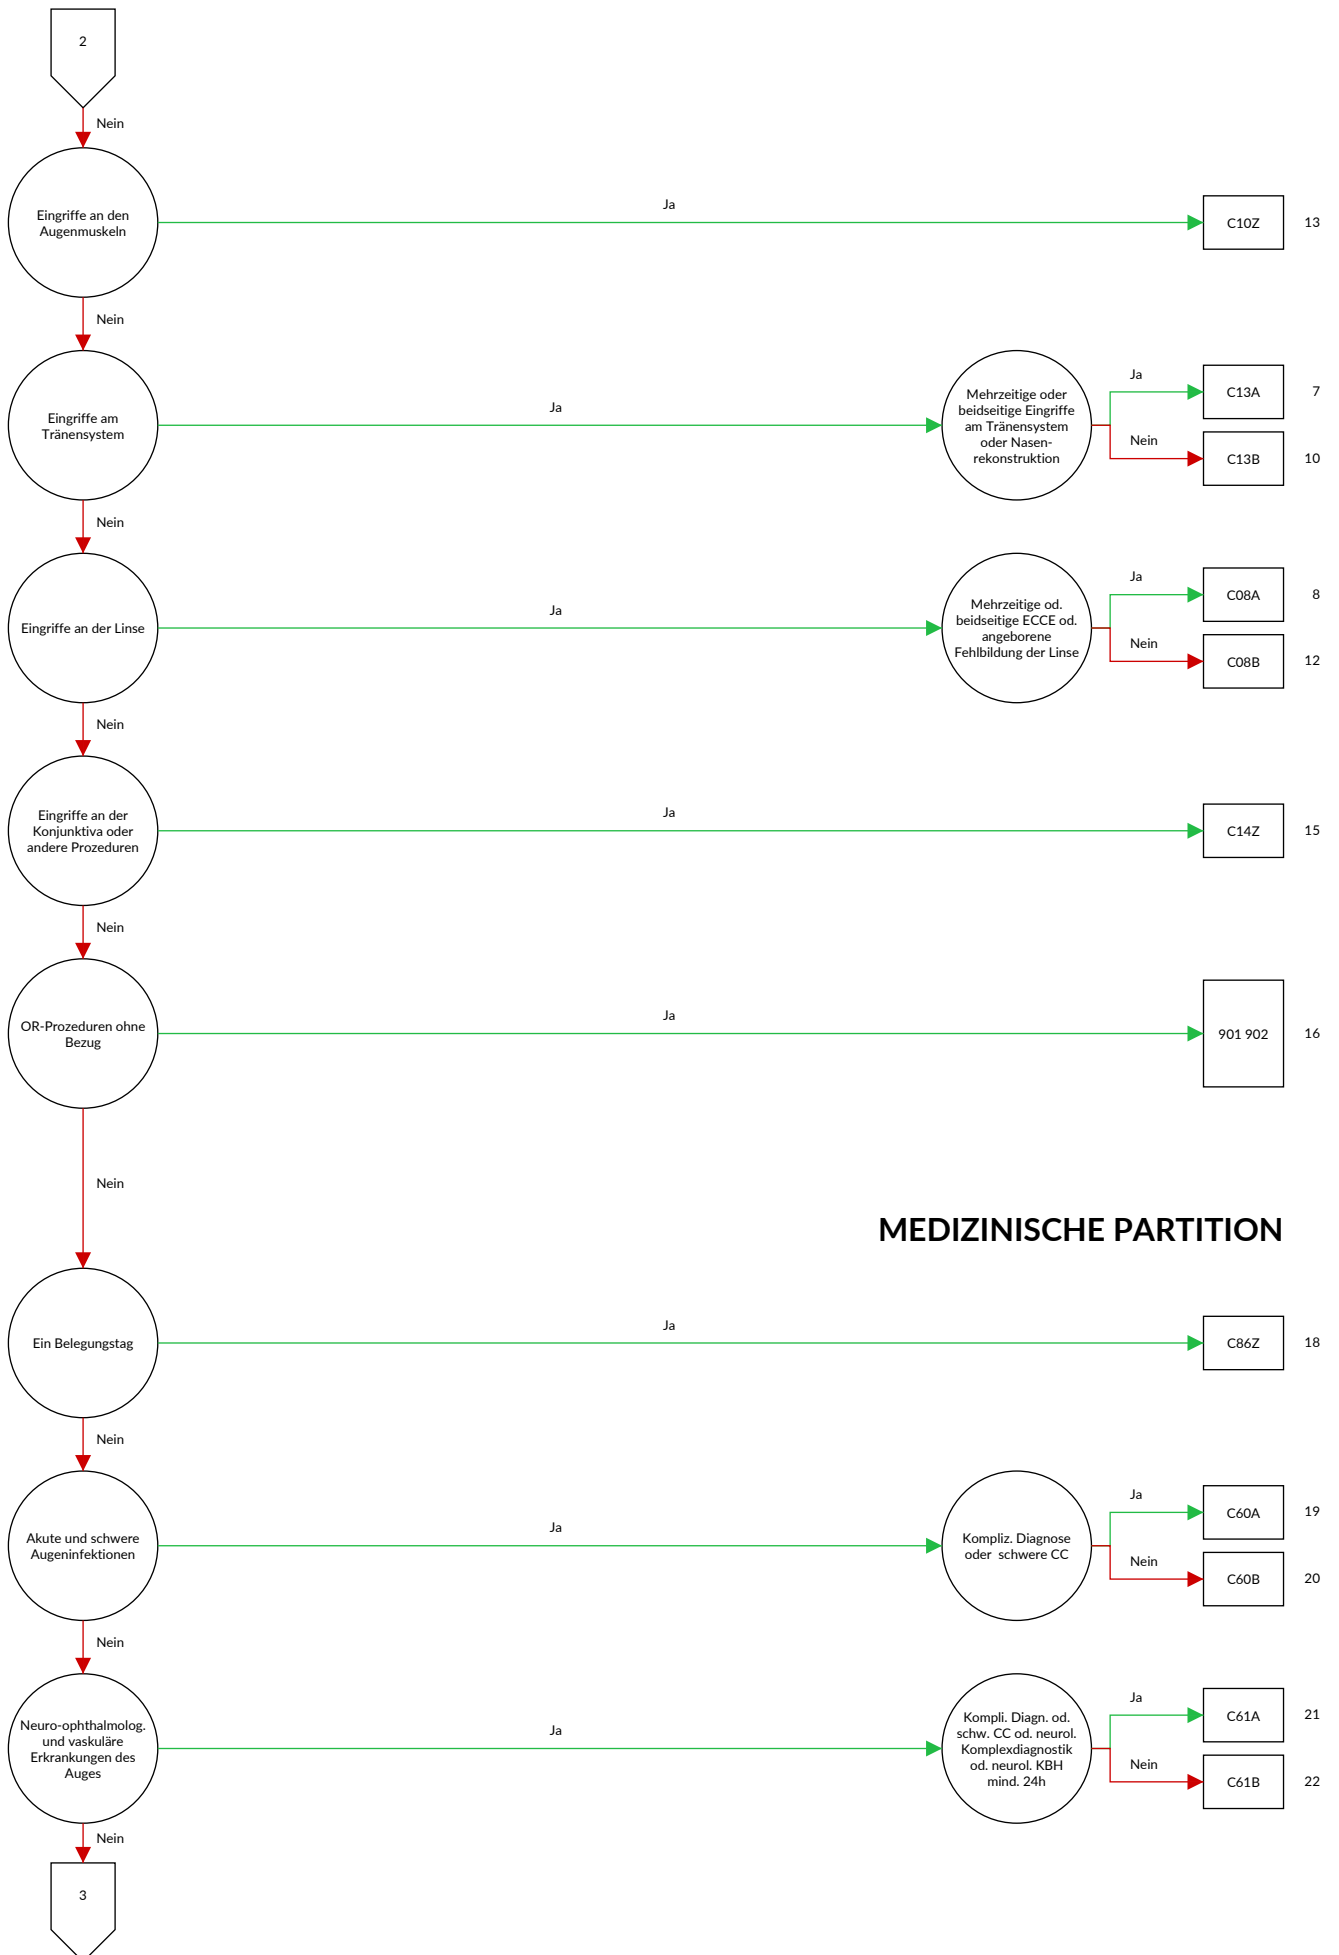 2
Nein
Eingriffe an den
Augenmuskeln
Ja
C10Z
13
Nein
Eingriffe am
Tränensystem
Ja
Mehrzeitige oder
beidseitige Eingriffe
am Tränensystem
oder Nasen-
rekonstruktion
Ja
C13A
7
Nein
C13B
10
Nein
Eingriffe an der Linse
Ja
Mehrzeitige od.
beidseitige ECCE od.
angeborene
Fehlbildung der Linse
Ja
C08A
8
Nein
C08B
12
Nein
Eingriffe an der
Konjunktiva oder
andere Prozeduren
Ja
C14Z
15
Nein
OR-Prozeduren ohne
Bezug
Ja
901 902
16
Nein
MEDIZINISCHE PARTITION
Ein Belegungstag
Ja
C86Z
18
Nein
Akute und schwere
Augeninfektionen
Ja
Kompliz. Diagnose
oder schwere CC
Ja
C60A
19
Nein
C60B
20
Nein
Neuro-ophthalmolog.
und vaskuläre
Erkrankungen des
Auges
Ja
Kompli. Diagn. od.
schw. CC od. neurol.
Komplexdiagnostik
od. neurol. KBH
mind. 24h
Ja
C61A
21
Nein
C61B
22
Nein
3